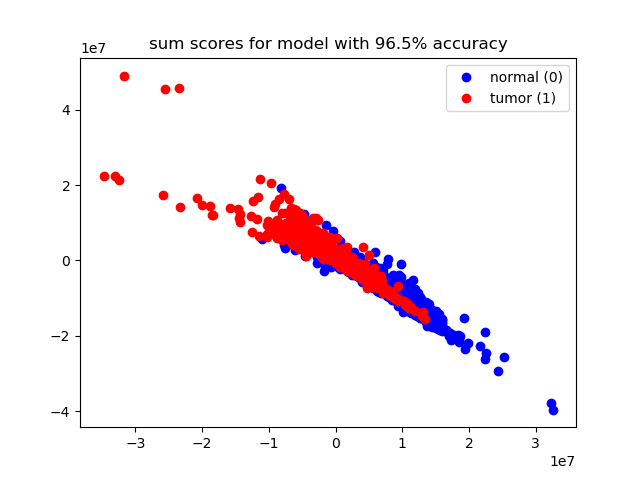 sum scores for model with 96.5% accuracy
1e7
normal (0)
tumor (1)
4
2
0
−2
−4
−3
−2
−1
0
1
2
3
1e7